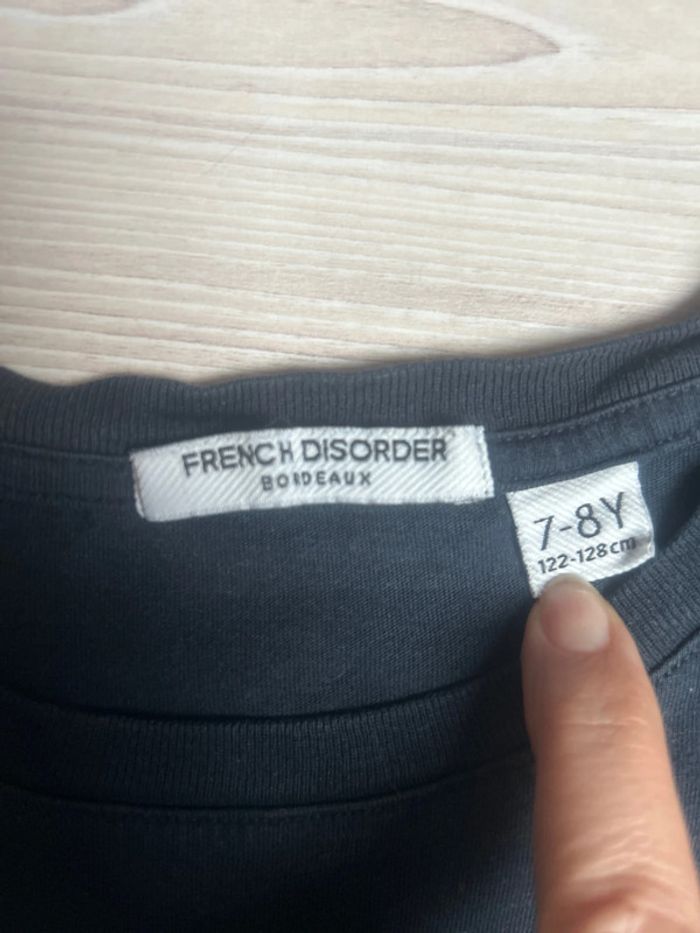 FRENCH DISORDER
BORDEAUX
7-8Y
122-128cm